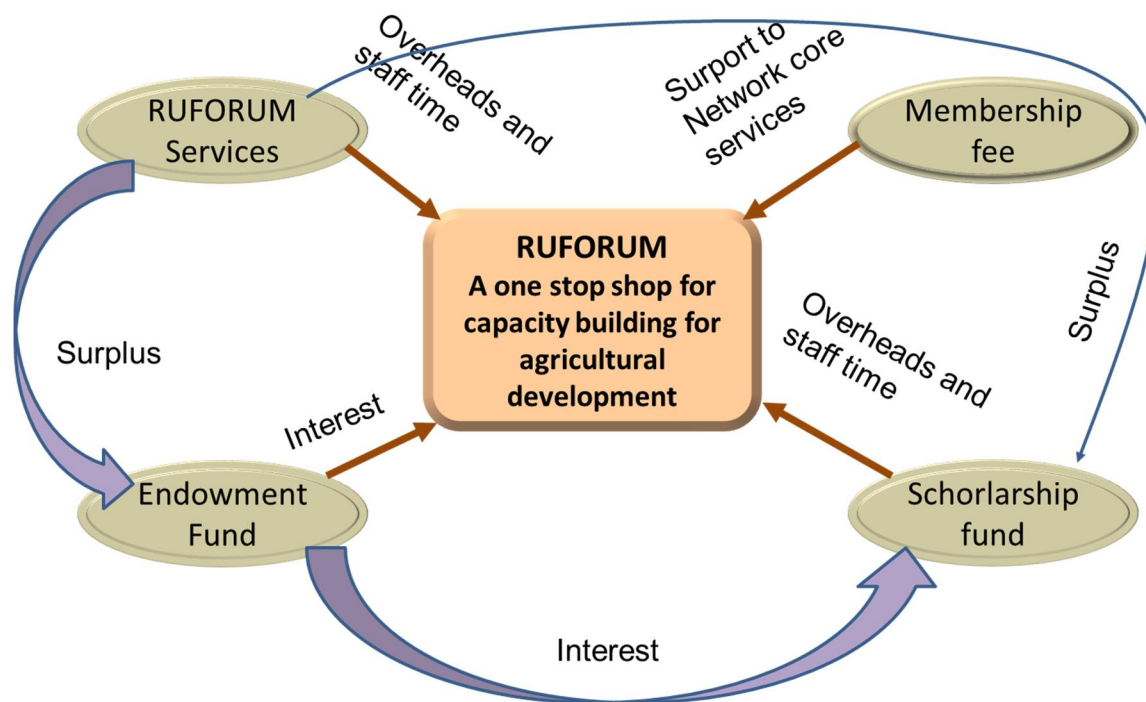 RUFORUM
Services
Overheads and
staff time
Surport to
Network core
services
Membership
fee
RUFORUM
A one stop shop for
capacity building for
agricultural
development
Surplus
Surplus
Overheads and
staff time
Interest
Endowment
Fund
Schorlarship
fund
Interest